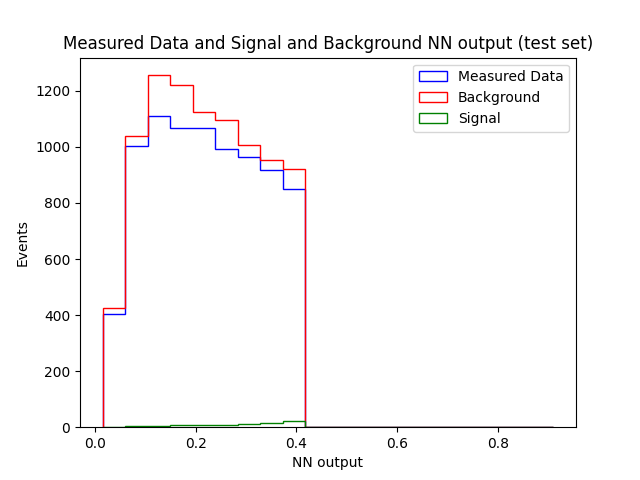 Measured Data and Signal and Background NN output (test set)
Measured Data
Background
Signal
1200
1000
800
600
400
200
0
Events
0.0 0.2 0.4 0.6 0.8
NN output